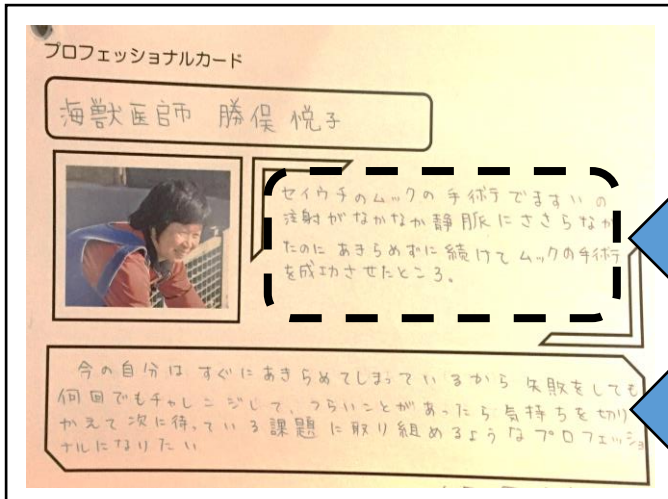 プロフェッショナルカード
海獣医師 勝俣悦子
セイウチのムックの手術でますいの
注射がなかなか静脈にささらなか
たのにあきらめずに続けてムックの手術
を成功させたところ。
今の自分はすぐにあきらめてしまっているから失敗をしても
何回でもチャレンジして、つらいことがあったら気持ちを切り
かえて次に待っている課題に取り組めるようなプロフェッショ
ナルになりたい